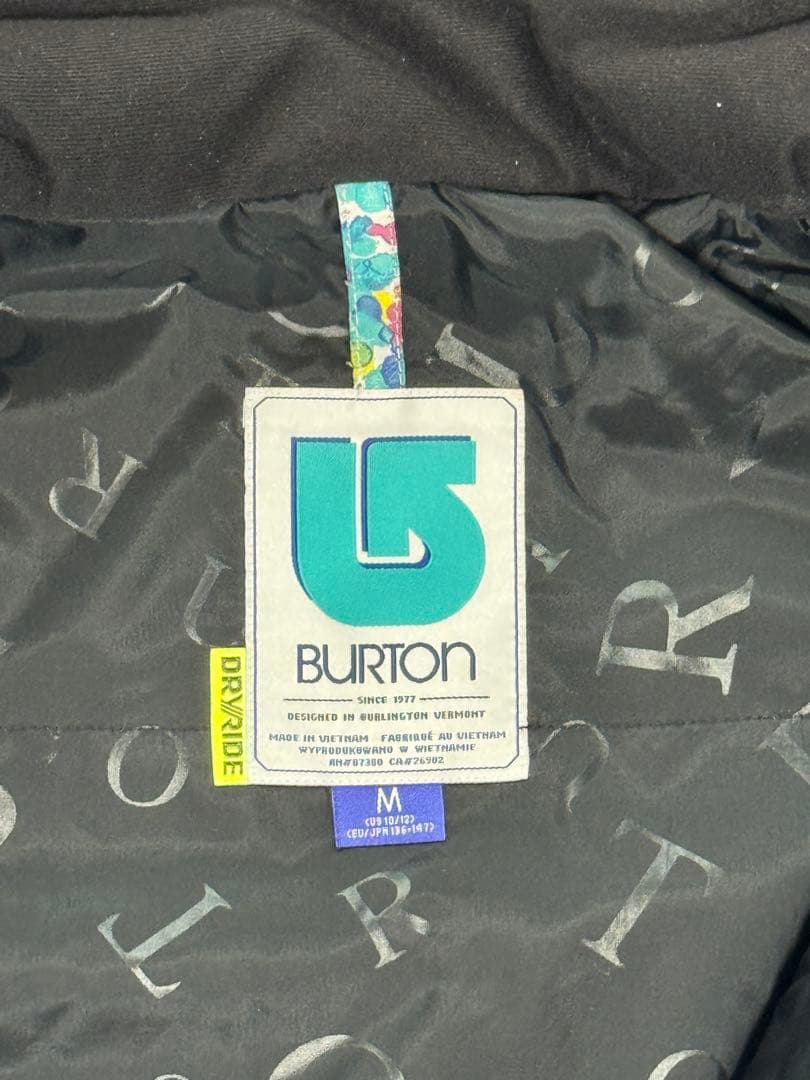 BURTON
SINCE 1977
DESIGNED IN BURLINGTON VERMONT
MADE IN VIETNAM FABRIQUÉ AU VIETNAM
WYPRODUKOWANO W WIETNAMIE
RN#87380 CA#26902
DRY//RIDE
M
(US 10/12)
(EU/JPN 136-147)